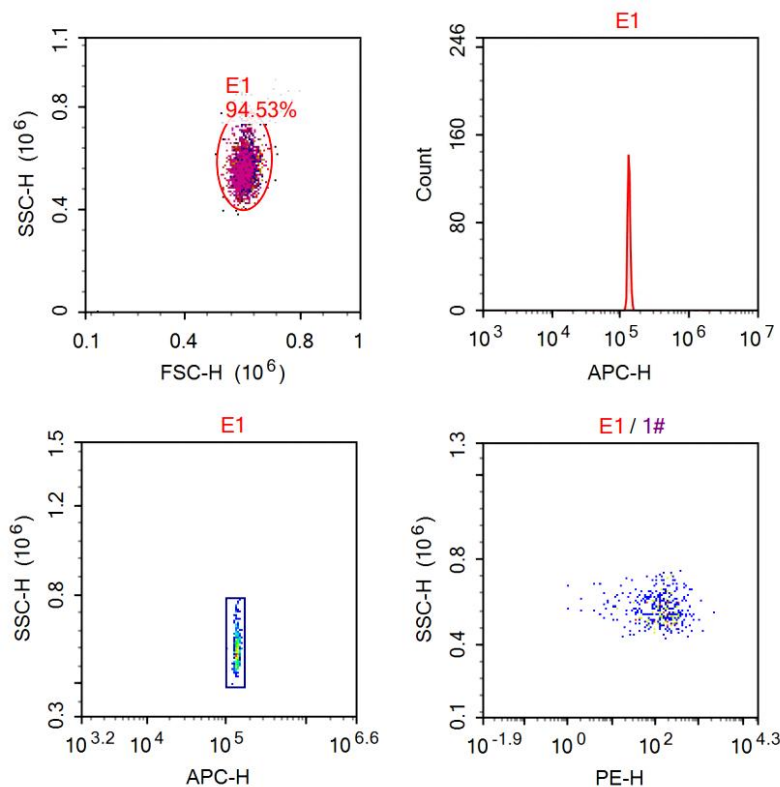 E1
94.53%
SSC-H (10^6)
1.1
0.8
0.4
0
0.1 0.4 0.8 1
FSC-H (10^6)
E1
Count
246
160
80
0
10^3 10^4 10^5 10^6 10^7
APC-H
E1
SSC-H (10^6)
1.5
1.2
0.8
0.3
10^3.2 10^4 10^5 10^6.6
APC-H
E1 / 1#
SSC-H (10^6)
1.3
0.8
0.4
0.1
10^-1.9 10^0 10^2 10^4.3
PE-H